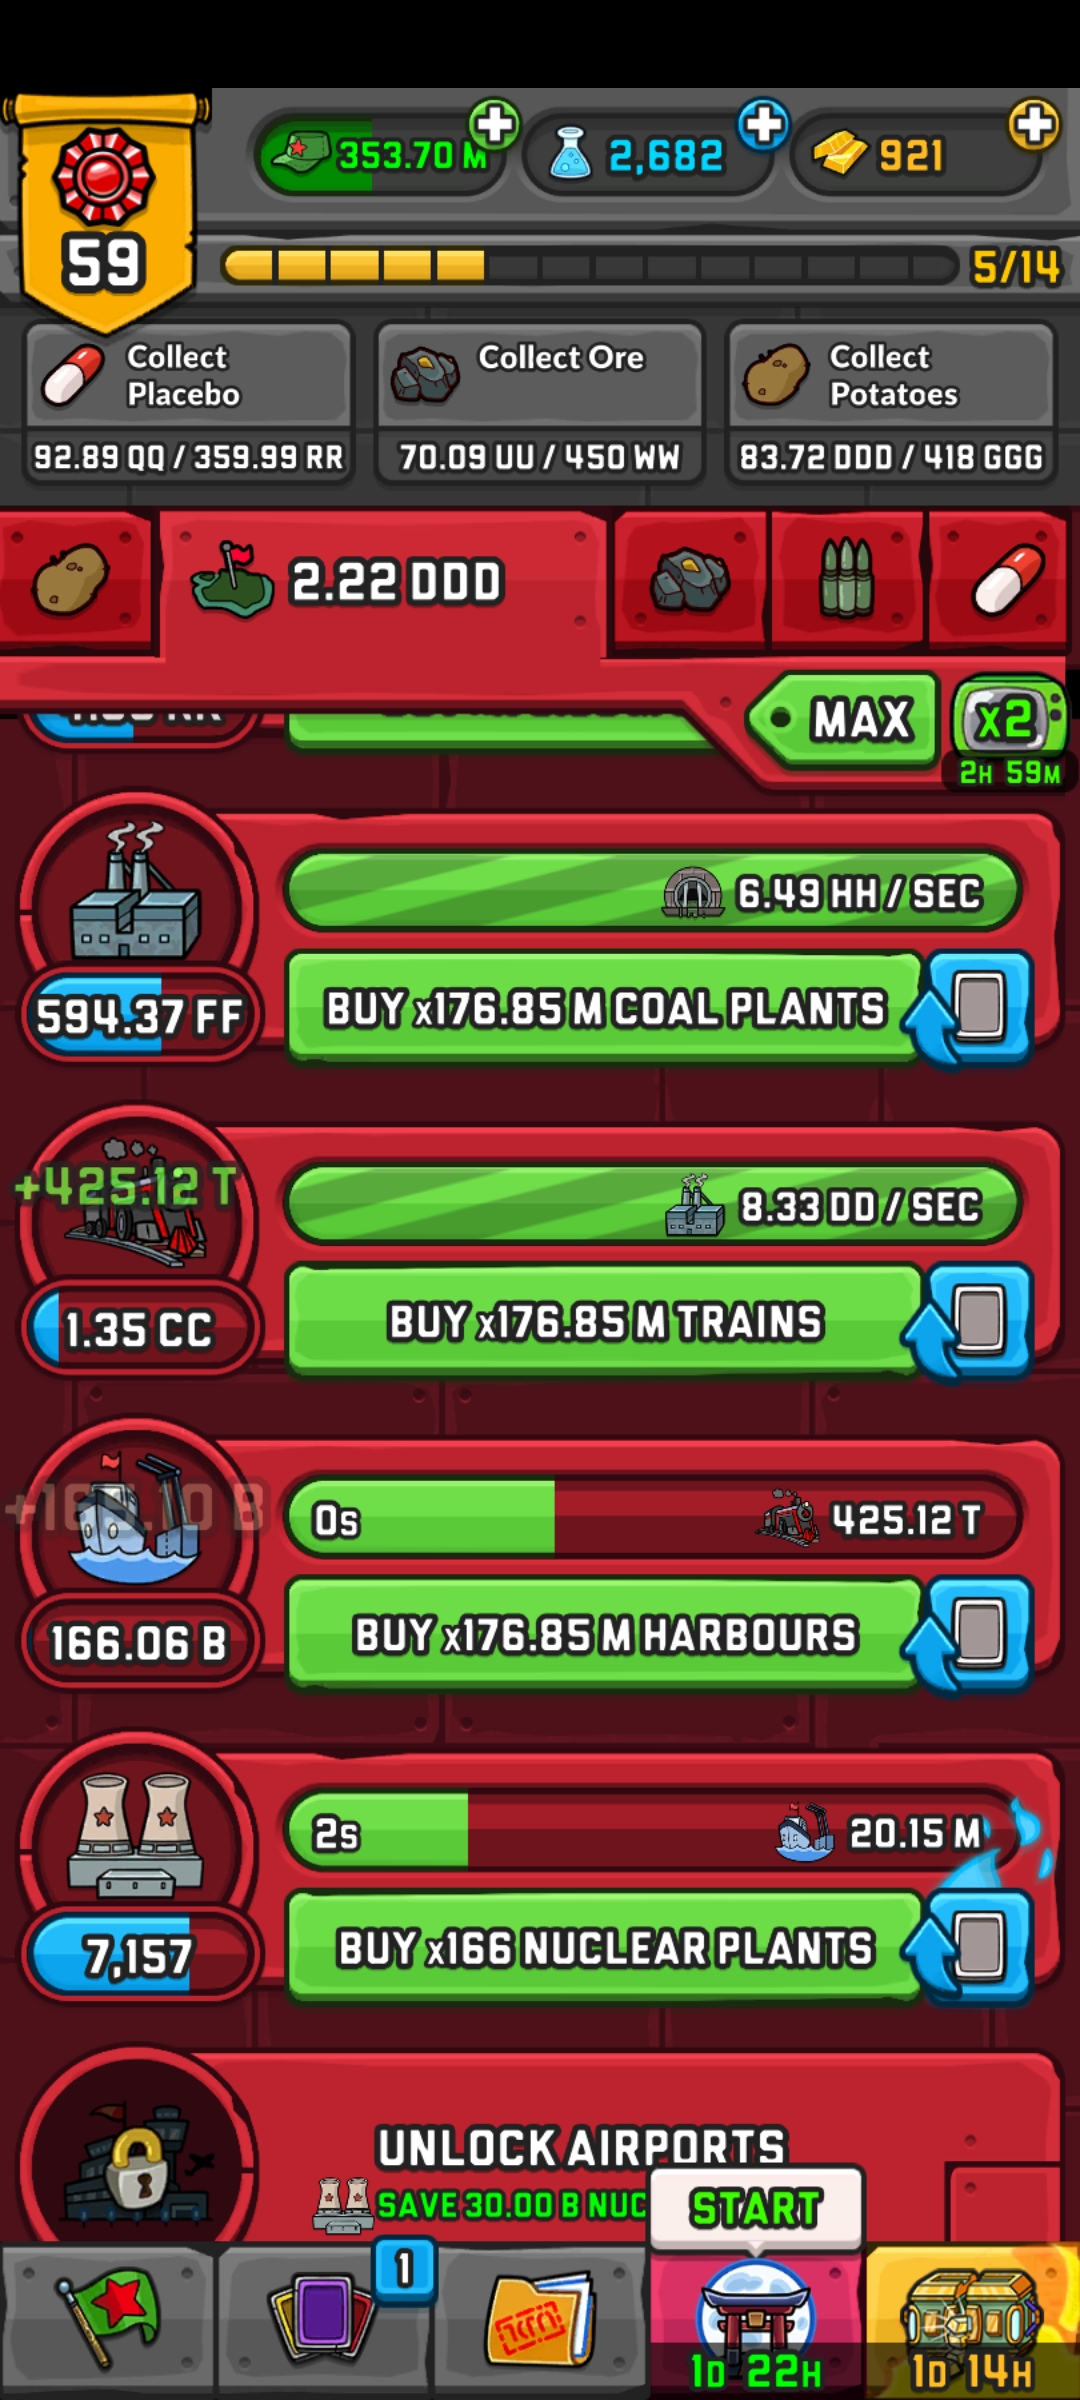 353.70 M
2,682
921
59
5/14
Collect
Placebo
92.89 QQ / 359.99 RR
Collect Ore
70.09 UU / 450 WW
Collect
Potatoes
83.72 DDD / 418 GGG
2.22 DDD
MAX
x2
2H 59M
6.49 HH / SEC
594.37 FF
BUY x176.85 M COAL PLANTS
+425.12 T
8.33 DD / SEC
1.35 CC
BUY x176.85 M TRAINS
0s
425.12 T
166.06 B
BUY x176.85 M HARBOURS
2s
20.15 M
7,157
BUY x166 NUCLEAR PLANTS
UNLOCK AIRPORTS
SAVE 30.00 B NUC
START
1
1D 22H
1D 14H